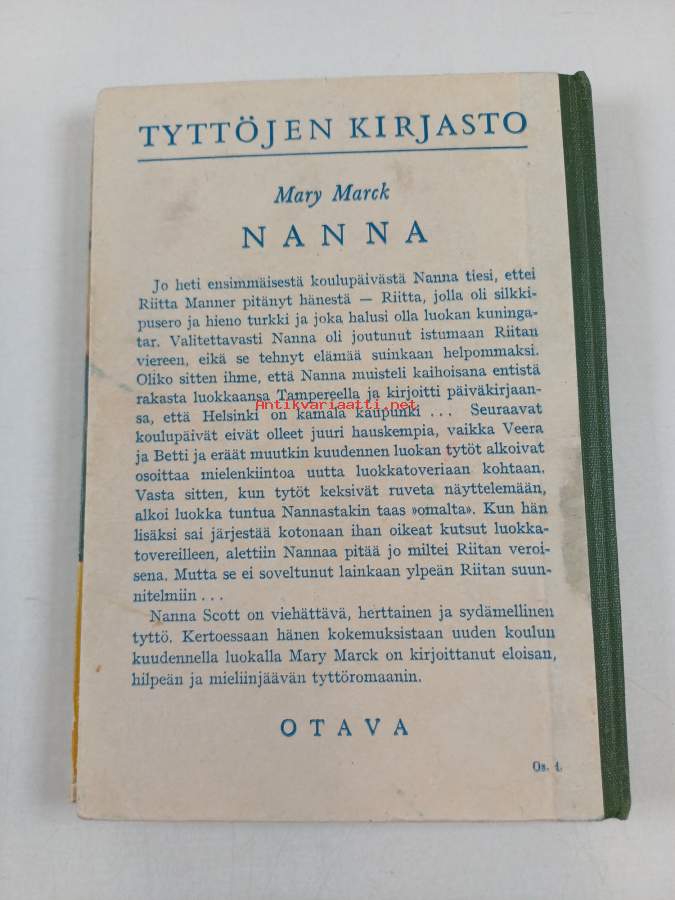 TYTTÖJEN KIRJASTO
Mary Marck
NANNA
Jo heti ensimmäisestä koulupäivästä Nanna tiesi, ettei
Riitta Manner pitänyt hänestä — Riitta, jolla oli silkki-
pusero ja hieno turkki ja joka halusi olla luokan kuninga-
tar. Valitettavasti Nanna oli joutunut istumaan Riitan
viereen, eikä se tehnyt elämää suinkaan helpommaksi.
Oliko sitten ihme, että Nanna muisteli kaihoisana entistä
rakasta luokkaansa Tampereella ja kirjoitti päiväkirjaan-
Antikvariaatti.net
sa, että Helsinki on kamala kaupunki . . . Seuraavat
koulupäivät eivät olleet juuri hauskempia, vaikka Veera
ja Betti ja eräät muutkin kuudennen luokan tytöt alkoivat
osoittaa mielenkiintoa uutta luokkatoveriaan kohtaan.
Vasta sitten, kun tytöt keksivät ruveta näyttelemään,
alkoi luokka tuntua Nannastakin taas »omalta». Kun hän
lisäksi sai järjestää kotonaan ihan oikeat kutsut luokka-
tovereilleen, alettiin Nannaa pitää jo miltei Riitan veroi-
sena. Mutta se ei soveltunut lainkaan ylpeän Riitan suun-
nitelmiin . . .
Nanna Scott on viehättävä, herttainen ja sydämellinen
tyttö. Kertoessaan hänen kokemuksistaan uuden koulun
kuudennella luokalla Mary Marck on kirjoittanut eloisan,
hilpeän ja mieliinjäävän tyttöromaanin.
OTAVA
Os. 4.